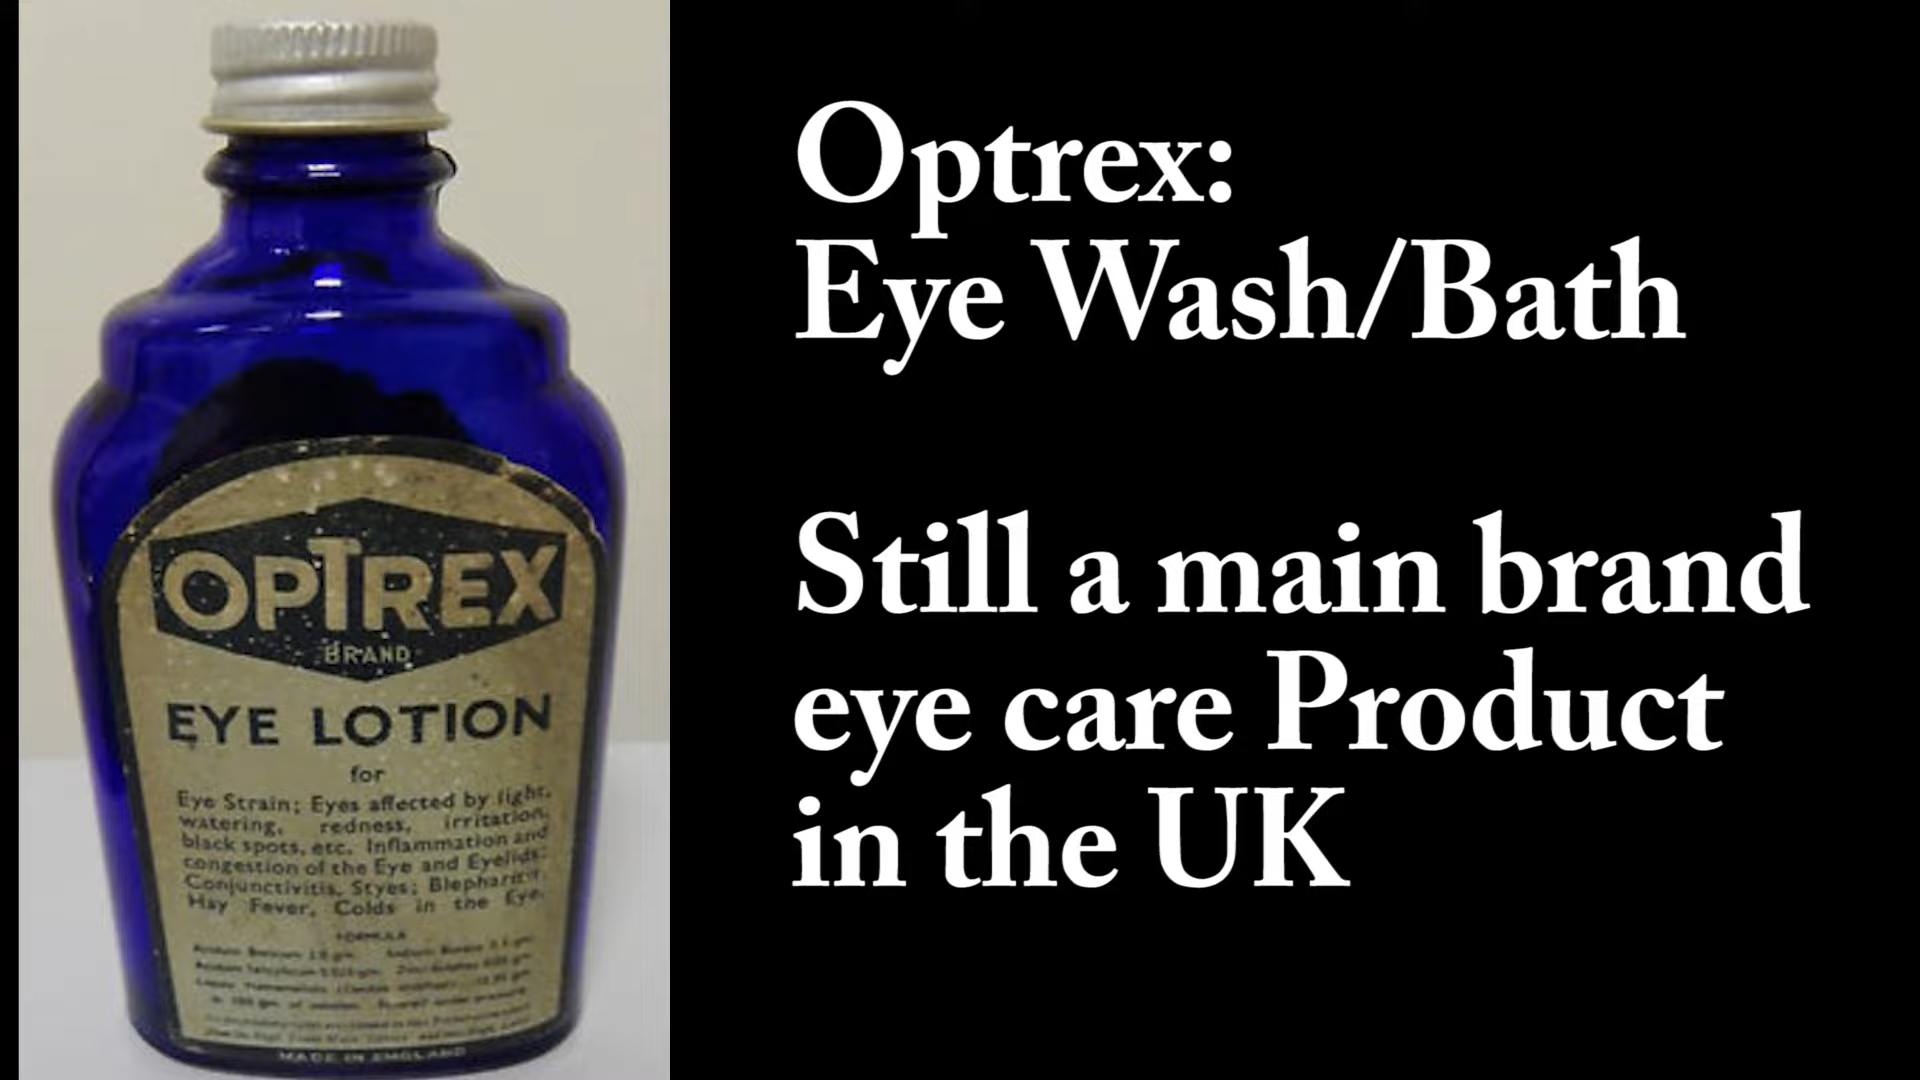 OPTREX
BRAND
EYE LOTION
for
Eye Strain; Eyes affected by light,
watering, redness, irritation,
black spots, etc. Inflammation and
congestion of the Eye and Eyelids:
Conjunctivitis, Styes; Blepharitis,
Hay Fever, Colds in the Eye.
FORMULA
MADE IN ENGLAND
Optrex:
Eye Wash/Bath
Still a main brand
eye care Product
in the UK